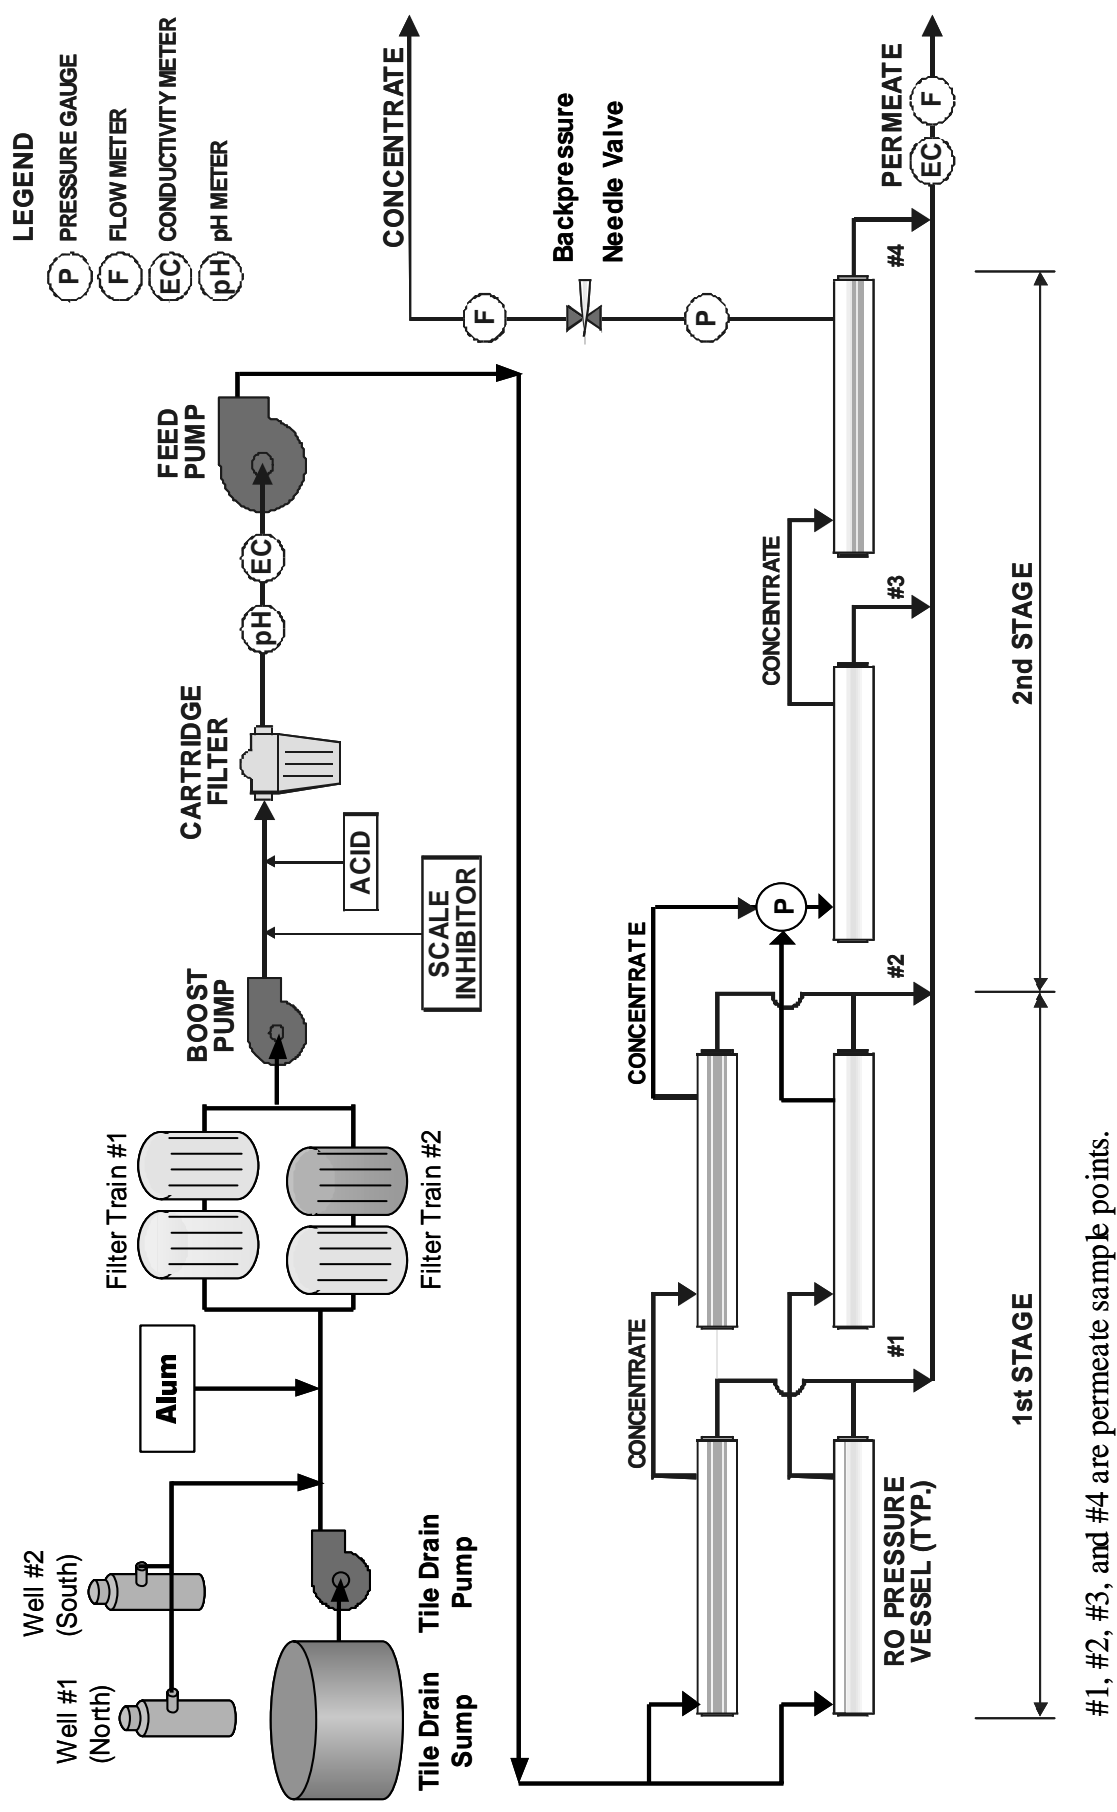 LEGEND
P PRESSURE GAUGE
F FLOW METER
EC CONDUCTIVITY METER
pH pH METER
Well #1
(North)
Well #2
(South)
Alum
Filter Train #1
Filter Train #2
BOOST
PUMP
SCALE
INHIBITOR
ACID
CARTRIDGE
FILTER
pH
EC
FEED
PUMP
Tile Drain
Sump
Tile Drain
Pump
CONCENTRATE
F
Backpressure
Needle Valve
P
CONCENTRATE
CONCENTRATE
P
CONCENTRATE
#1
#2
#3
#4
PERMEATE
EC
F
RO PRESSURE
VESSEL (TYP.)
1st STAGE
2nd STAGE
#1, #2, #3, and #4 are permeate sample points.